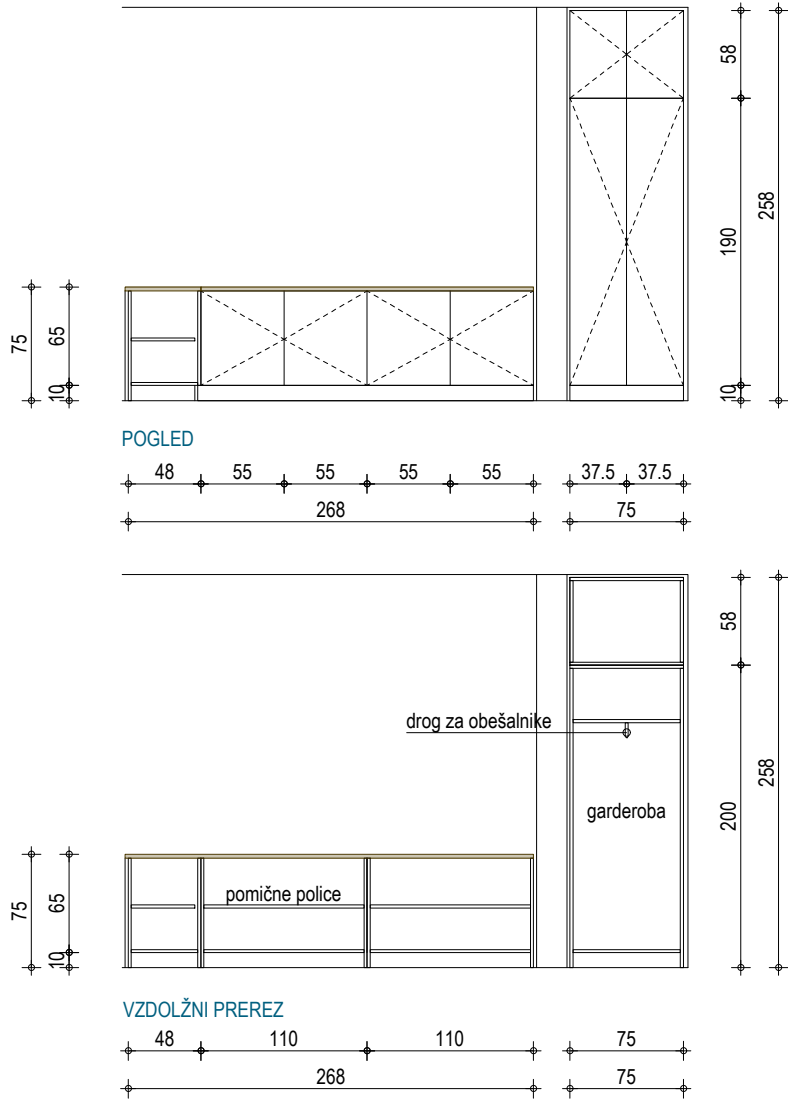 58
190
258
10
75
65
10
POGLED
48 55 55 55 55 37.5 37.5
268 75
58
drog za obešalnike
258
garderoba
200
pomične police
75
65
10
VZDOLŽNI PREREZ
48 110 110 75
268 75